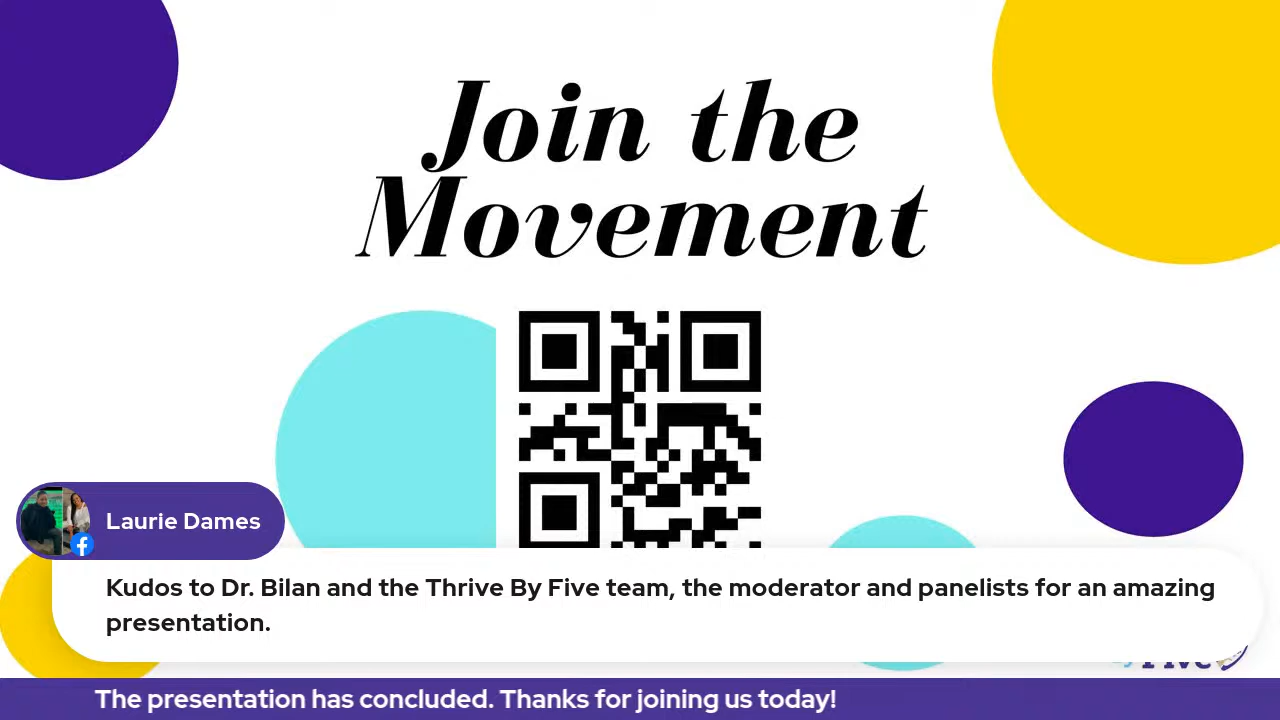 Join the
Movement
Laurie Dames
Kudos to Dr. Bilan and the Thrive By Five team, the moderator and panelists for an amazing
presentation.
Five
The presentation has concluded. Thanks for joining us today!